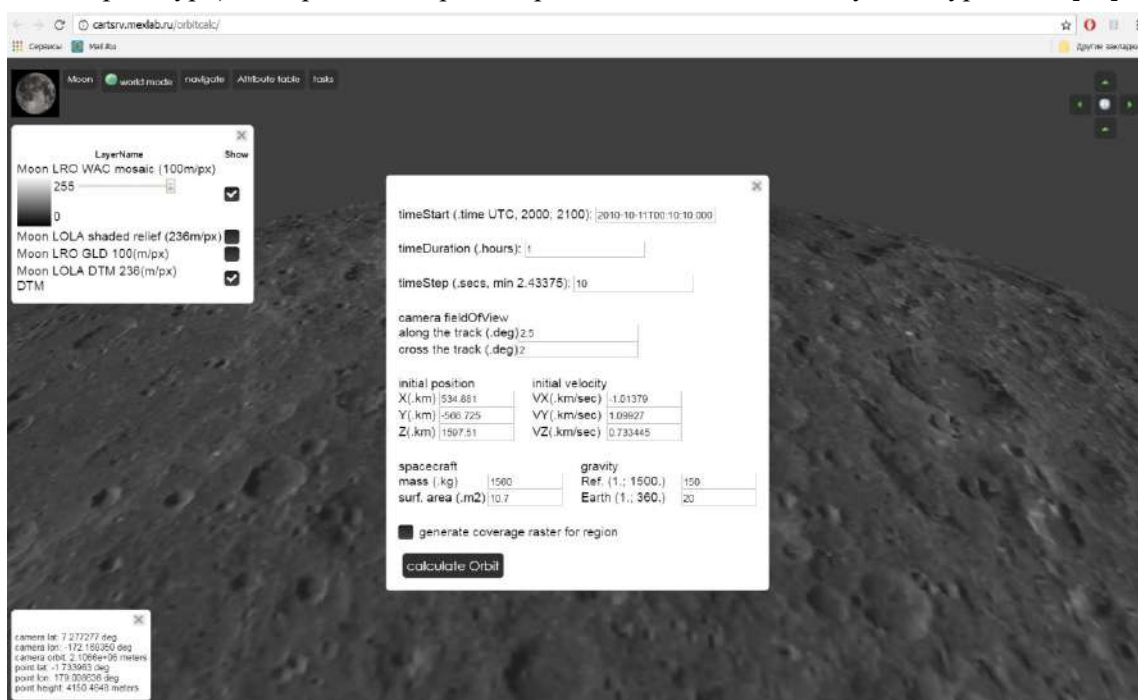 cartsrv.mexlab.ru/orbitcalc/
Сервисы Mail.Ru
Другие закладки
Moon world mode navigate Attribute table tasks
LayerName Show
Moon LRO WAC mosaic (100m/px)
255
0
Moon LOLA shaded relief (236m/px)
Moon LRO GLD 100(m/px)
Moon LOLA DTM 236(m/px)
DTM
timeStart (.time UTC, 2000; 2100): 2010-10-11T00:10:10.000
timeDuration (.hours): 1
timeStep (.secs, min 2.43375): 10
camera fieldOfView
along the track (.deg) 2.5
cross the track (.deg) 2
initial position initial velocity
X(.km) 534.881 VX(.km/sec) -1.01379
Y(.km) -566.725 VY(.km/sec) 1.09827
Z(.km) 1597.51 VZ(.km/sec) 0.733445
spacecraft gravity
mass (.kg) 1500 Ref. (1.; 1500.) 150
surf. area (.m2) 10.7 Earth (1.; 360.) 20
generate coverage raster for region
calculate Orbit
camera lat: 7.277277 deg
camera lon: -172.168350 deg
camera orbit: 2.1066e+06 meters
point lat: -1.733963 deg
point lon: 179.008636 deg
point height: 4150.4648 meters